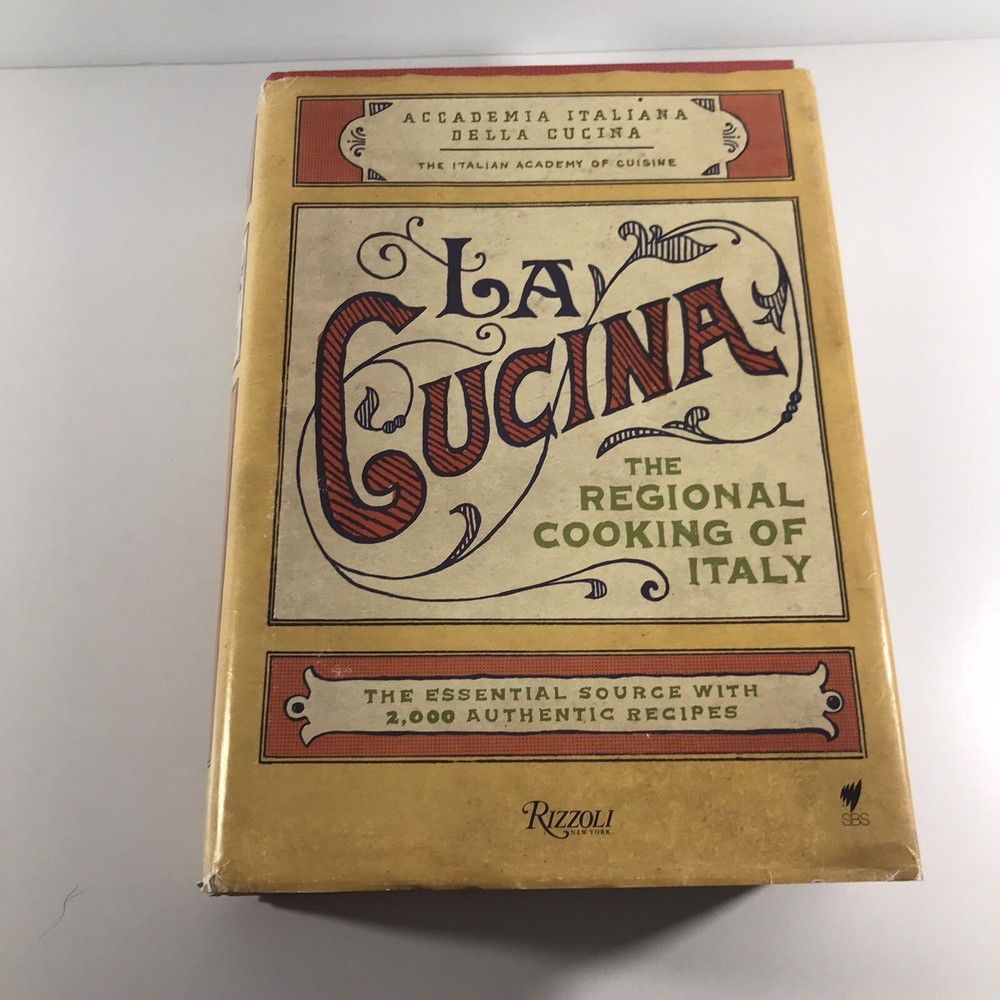 ACCADEMIA ITALIANA
DELLA CUCINA
THE ITALIAN ACADEMY OF CUISINE
LA
CUCINA
THE
REGIONAL
COOKING OF
ITALY
THE ESSENTIAL SOURCE WITH
2,000 AUTHENTIC RECIPES
RIZZOLI
NEW YORK
SBS